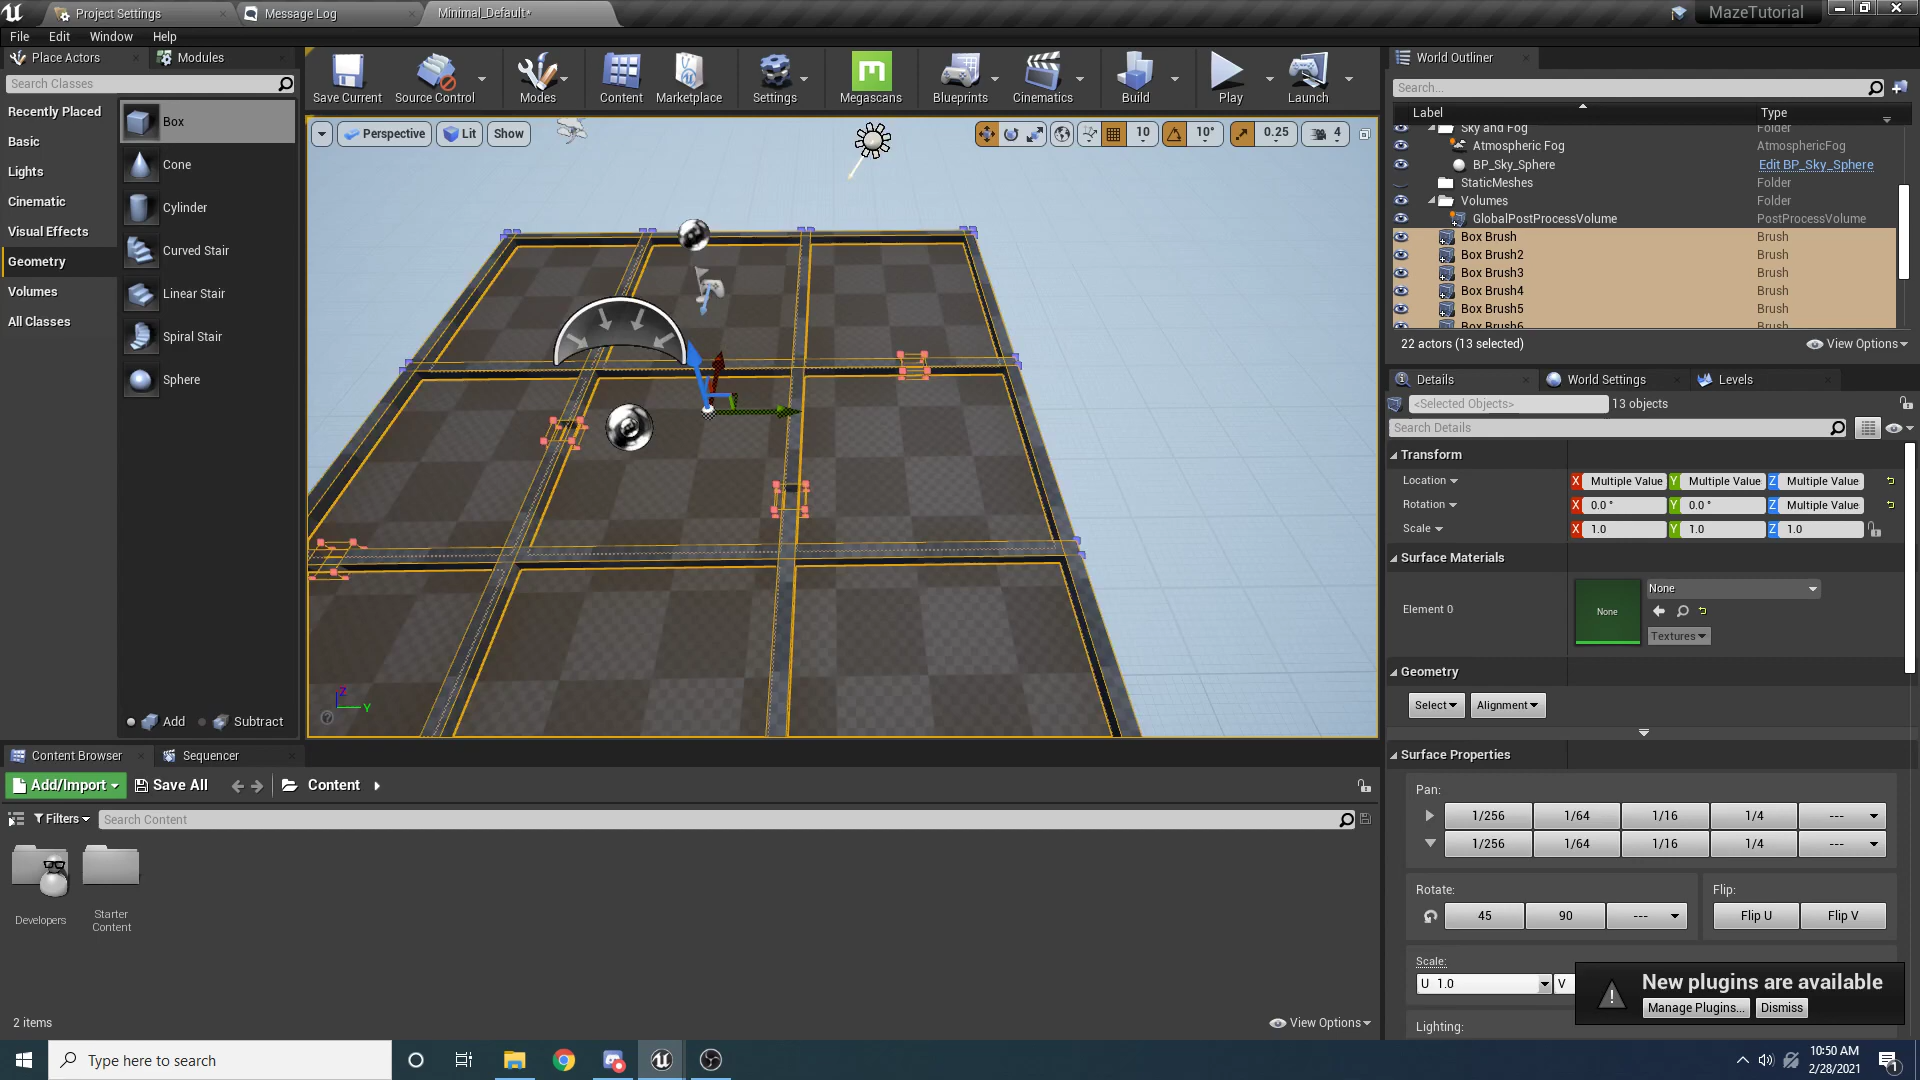 Project Settings
Message Log
Minimal_Default*
MazeTutorial
File
Edit
Window
Help
Place Actors
Modules
Search Classes
Recently Placed
Basic
Lights
Cinematic
Visual Effects
Geometry
Volumes
All Classes
Box
Cone
Cylinder
Curved Stair
Linear Stair
Spiral Stair
Sphere
Add
Subtract
Save Current
Source Control
Modes
Content
Marketplace
Settings
Megascans
Blueprints
Cinematics
Build
Play
Launch
Perspective
Lit
Show
10
10°
0.25
4
Z
Y
World Outliner
Search...
Label
Type
Sky and Fog
Folder
Atmospheric Fog
AtmosphericFog
BP_Sky_Sphere
Edit BP_Sky_Sphere
StaticMeshes
Folder
Volumes
Folder
GlobalPostProcessVolume
PostProcessVolume
Box Brush
Brush
Box Brush2
Brush
Box Brush3
Brush
Box Brush4
Brush
Box Brush5
Brush
Box Brush6
Brush
22 actors (13 selected)
View Options
Details
World Settings
Levels
<Selected Objects>
13 objects
Search Details
Transform
Location
X Multiple Value Y Multiple Value Z Multiple Value
Rotation
X 0.0 ° Y 0.0 ° Z Multiple Value
Scale
X 1.0 Y 1.0 Z 1.0
Surface Materials
Element 0
None
None
Textures
Geometry
Select
Alignment
Surface Properties
Pan:
1/256 1/64 1/16 1/4 ---
1/256 1/64 1/16 1/4 ---
Rotate:
Flip:
45 90 ---
Flip U Flip V
Scale:
U 1.0
V
Lighting:
New plugins are available
Manage Plugins...
Dismiss
Content Browser
Sequencer
Add/Import
Save All
Content
Filters
Search Content
Developers
Starter
Content
2 items
View Options
Type here to search
10:50 AM
2/28/2021
1